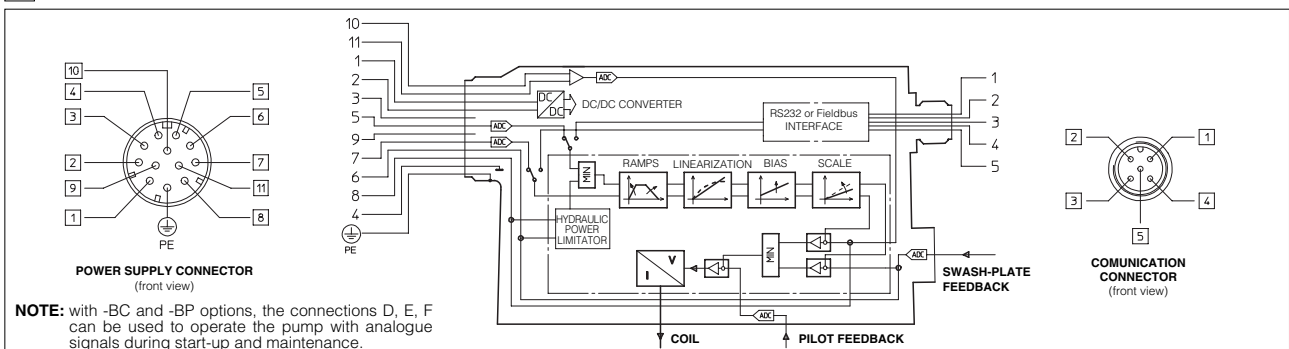 10
4
3
2
9
1
5
6
7
11
8
PE
POWER SUPPLY CONNECTOR
(front view)
NOTE: with -BC and -BP options, the connections D, E, F
can be used to operate the pump with analogue
signals during start-up and maintenance.
10
11
1
2
3
5
9
7
6
8
4
PE
ADC
DC
DC
DC/DC CONVERTER
ADC
ADC
RS232 or Fieldbus
INTERFACE
1
2
3
4
5
MIN
RAMPS
LINEARIZATION
BIAS
SCALE
HYDRAULIC
POWER
LIMITATOR
MIN
V
I
ADC
SWASH-PLATE
FEEDBACK
ADC
COIL
PILOT FEEDBACK
2
1
3
4
5
COMUNICATION
CONNECTOR
(front view)